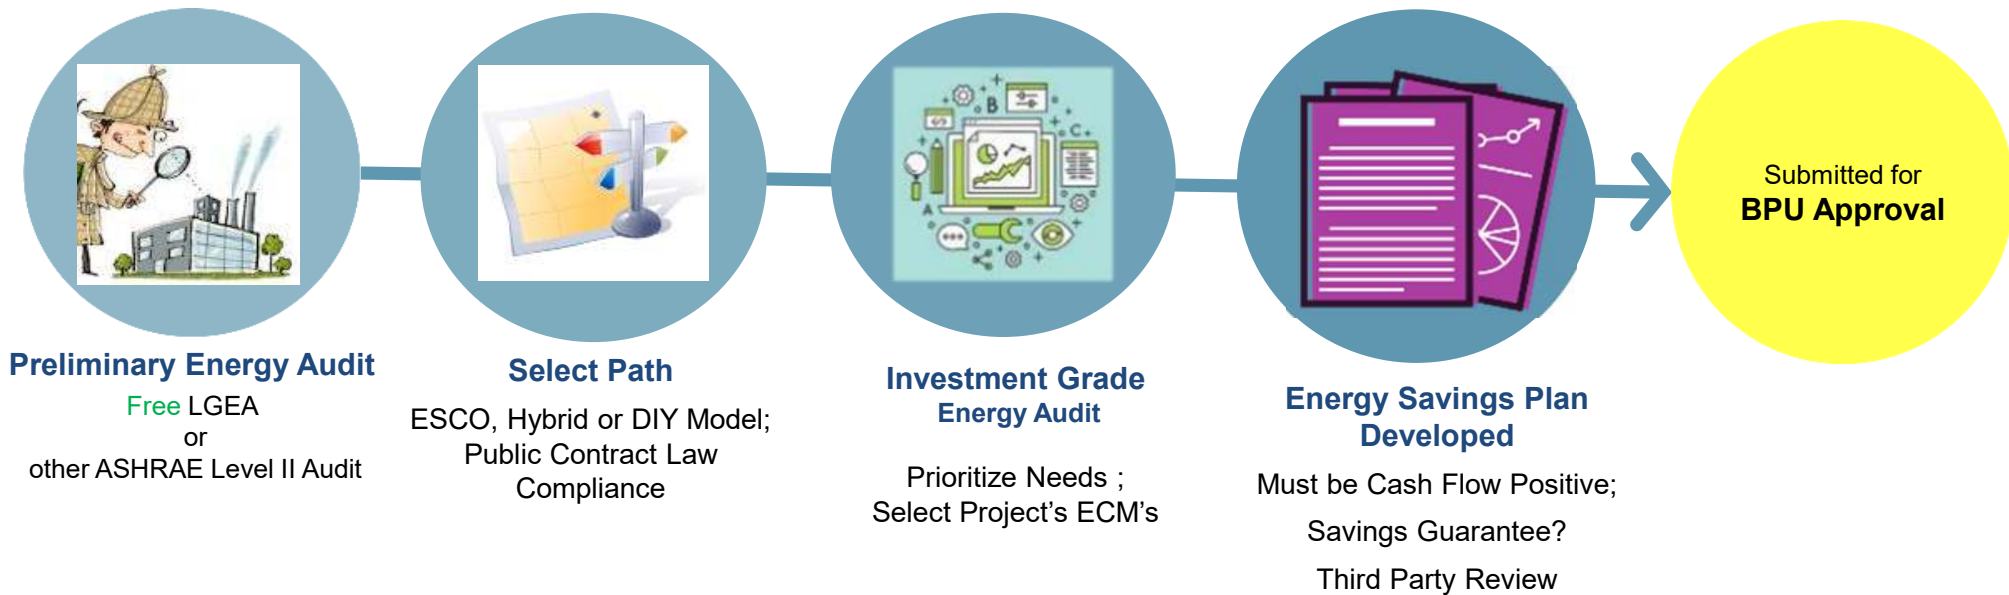 Preliminary Energy Audit
Free LGEA
or
other ASHRAE Level II Audit
Select Path
ESCO, Hybrid or DIY Model;
Public Contract Law
Compliance
B
C
A
Investment Grade
Energy Audit
Prioritize Needs ;
Select Project's ECM's
Energy Savings Plan
Developed
Must be Cash Flow Positive;
Savings Guarantee?
Third Party Review
Submitted for
BPU Approval